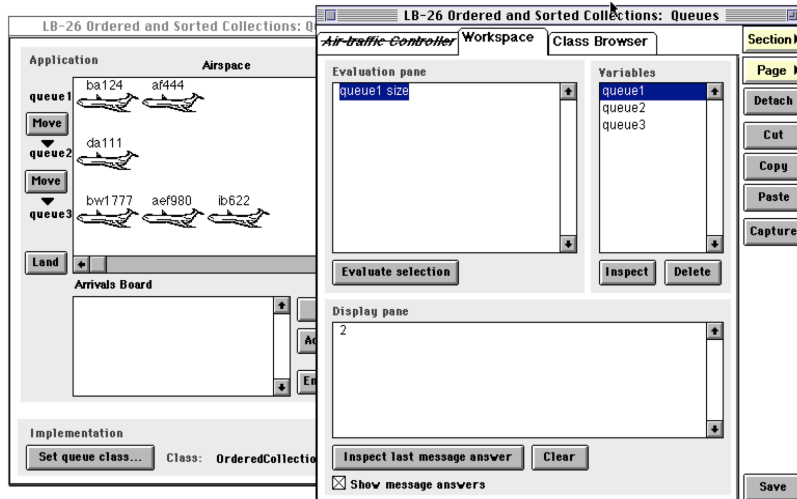 LB-26 Ordered and Sorted Collections: Q
Application
Airspace
queue1
ba124 af444
Move
queue2
da111
Move
queue3
bw1777 aef980 ib622
Land
Arrivals Board
Ad
En
Implementation
Set queue class...
Class: OrderedCollectio
LB-26 Ordered and Sorted Collections: Queues
Air-traffic Controller Workspace Class Browser
Evaluation pane
queue1 size
Evaluate selection
Variables
queue1
queue2
queue3
Inspect Delete
Display pane
2
Inspect last message answer Clear
Show message answers
Section
Page
Detach
Cut
Copy
Paste
Capture
Save